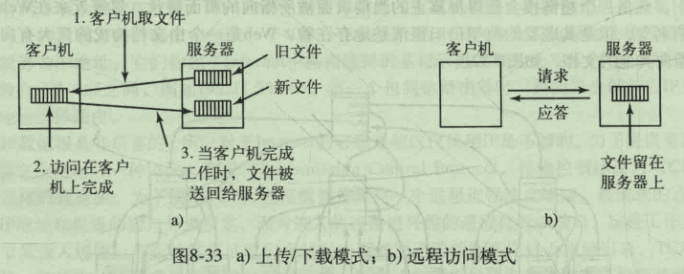 1. 客户机取文件
客户机
服务器
旧文件
新文件
2. 访问在客户
机上完成
3. 当客户机完成
工作时，文件被
送回给服务器
a)
客户机
服务器
请求
应答
文件留在
服务器上
b)
图8-33 a) 上传/下载模式；b) 远程访问模式